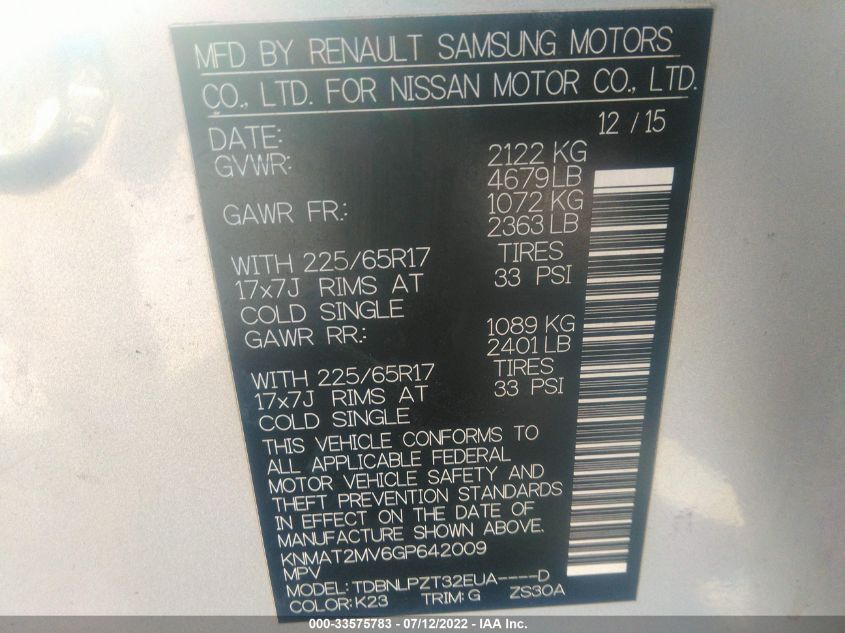 MFD BY RENAULT SAMSUNG MOTORS
CO., LTD. FOR NISSAN MOTOR CO., LTD.
DATE: 12 / 15
GVWR: 2122 KG
4679 LB
GAWR FR.: 1072 KG
2363 LB
WITH 225/65R17 TIRES
17x7J RIMS AT 33 PSI
COLD SINGLE
GAWR RR.: 1089 KG
2401 LB
WITH 225/65R17 TIRES
17x7J RIMS AT 33 PSI
COLD SINGLE
THIS VEHICLE CONFORMS TO
ALL APPLICABLE FEDERAL
MOTOR VEHICLE SAFETY AND
THEFT PREVENTION STANDARDS
IN EFFECT ON THE DATE OF
MANUFACTURE SHOWN ABOVE.
KNMAT2MV6GP642009
MPV
MODEL: TDBNLPZT32EUA----D
COLOR: K23 TRIM: G ZS30A
000-33575783 - 07/12/2022 - IAA Inc.